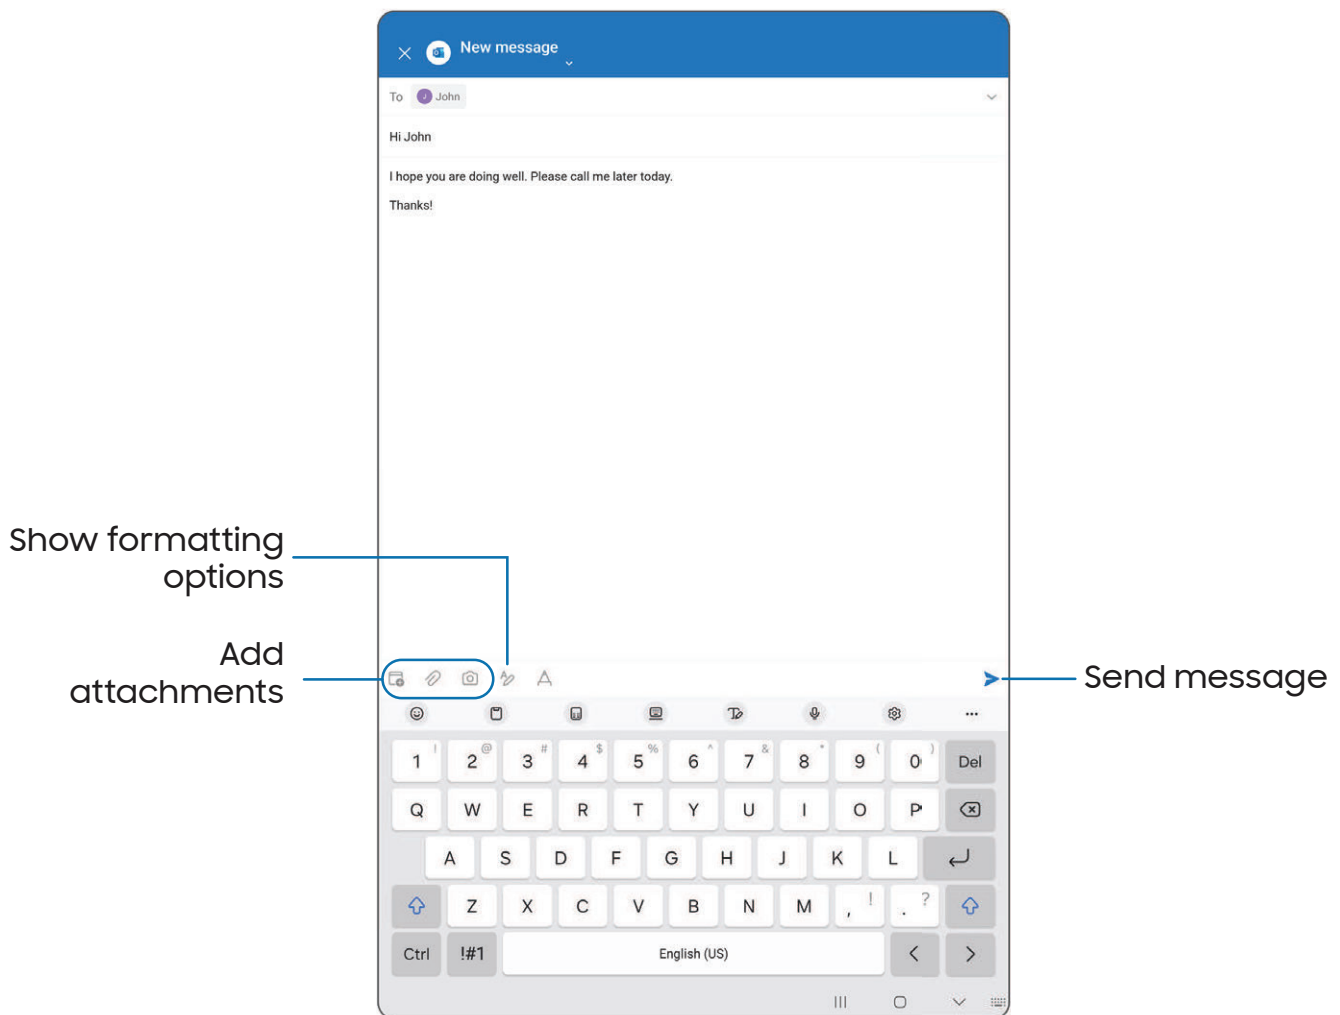 New message
To J John
Hi John
I hope you are doing well. Please call me later today.
Thanks!
Show formatting
options
Add
attachments
Send message
1 ! 2 @ 3 # 4 $ 5 % 6 ^ 7 & 8 * 9 ( 0 ) Del
Q W E R T Y U I O P
A S D F G H J K L
Z X C V B N M , ! . ?
Ctrl !#1 English (US) < >